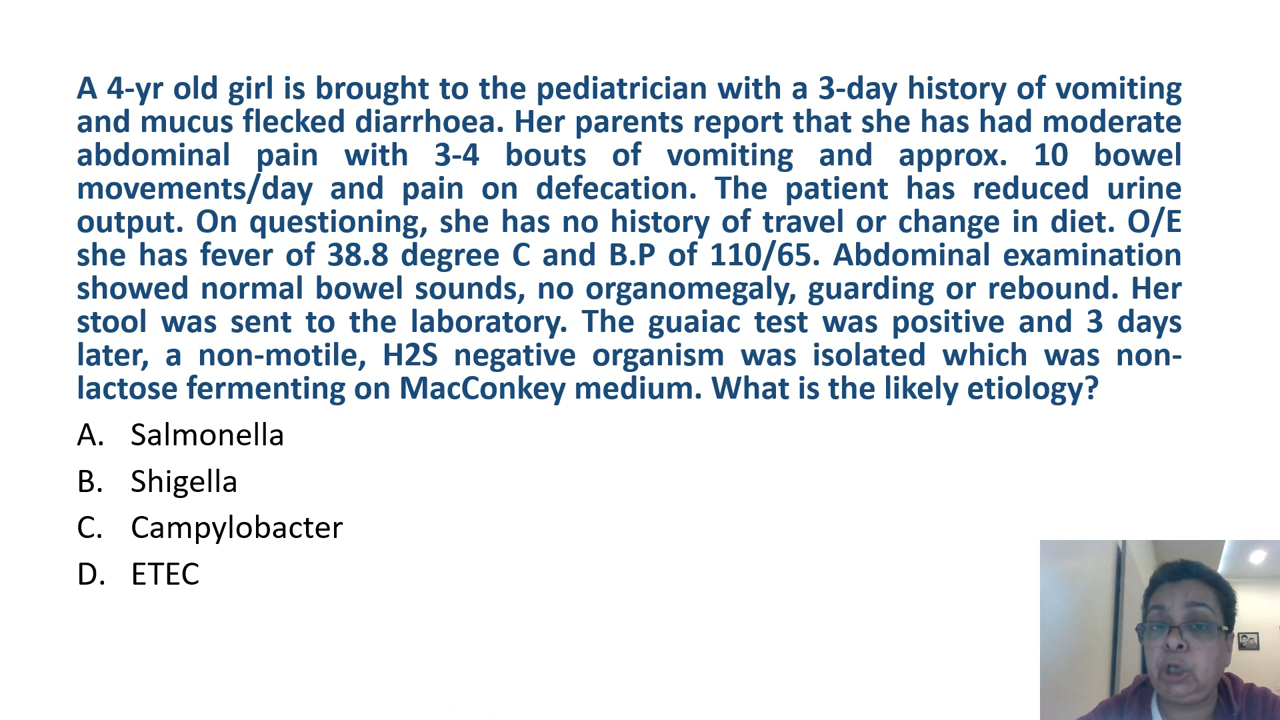 A 4-yr old girl is brought to the pediatrician with a 3-day history of vomiting
and mucus flecked diarrhoea. Her parents report that she has had moderate
abdominal pain with 3-4 bouts of vomiting and approx. 10 bowel
movements/day and pain on defecation. The patient has reduced urine
output. On questioning, she has no history of travel or change in diet. O/E
she has fever of 38.8 degree C and B.P of 110/65. Abdominal examination
showed normal bowel sounds, no organomegaly, guarding or rebound. Her
stool was sent to the laboratory. The guaiac test was positive and 3 days
later, a non-motile, H2S negative organism was isolated which was non-
lactose fermenting on MacConkey medium. What is the likely etiology?
A. Salmonella
B. Shigella
C. Campylobacter
D. ETEC